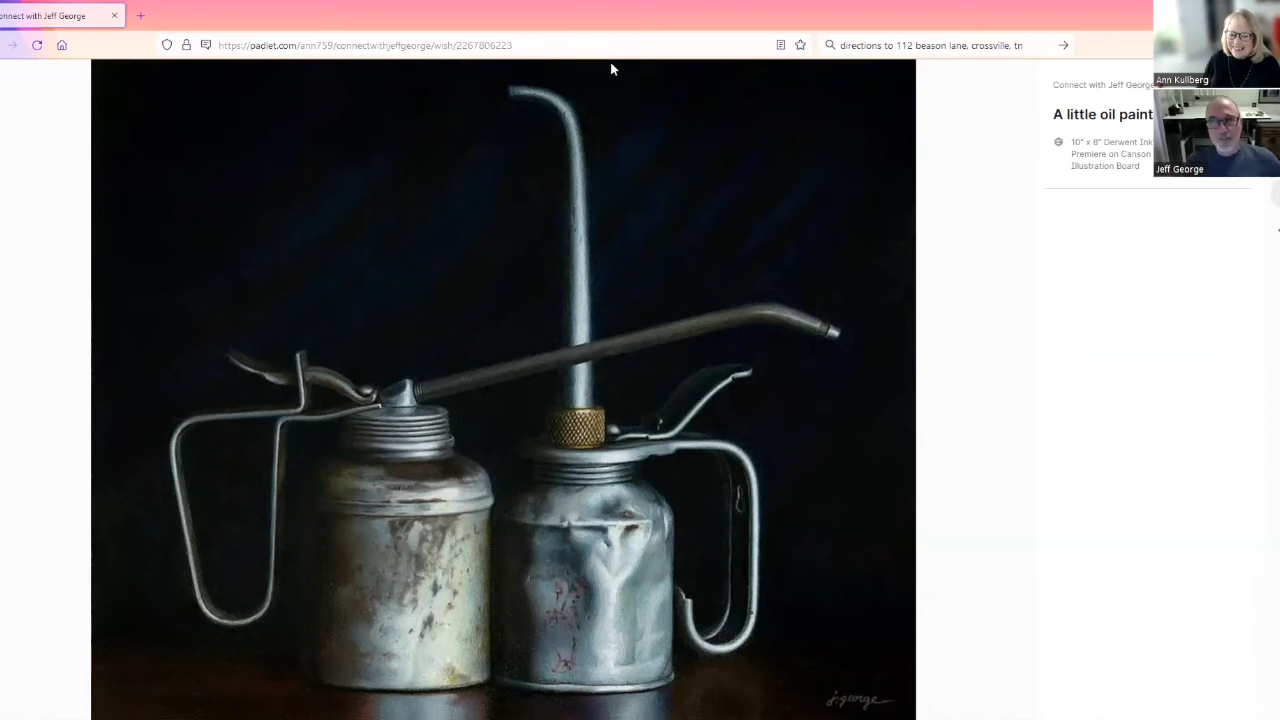 onnect with Jeff George
https://padlet.com/ann759/connectwithjeffgeorge/wish/2267806223
directions to 112 beason lane, crossville, tn
Ann Kullberg
Connect with Jeff George
A little oil paint
10" x 8" Derwent Ink
Premiere on Canson
Illustration Board
Jeff George
j.george